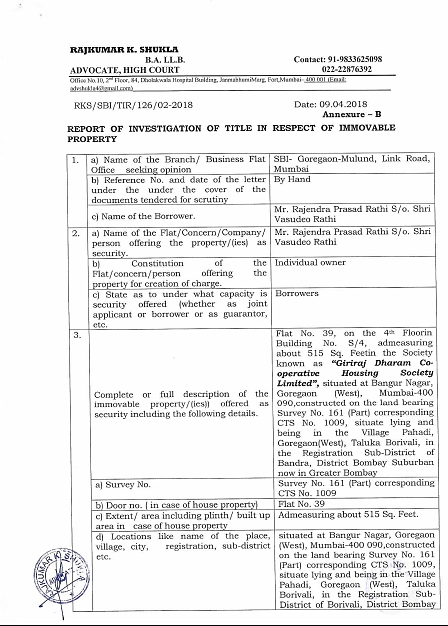 RAJKUMAR K. SHUKLA
B.A. LL.B.
ADVOCATE, HIGH COURT
Contact: 91-9833625098
022-22876392
Office No.10, 2nd Floor, 84, Dholakwala Hospital Building, JanmabhumiMarg, Fort,Mumbai- 400 001 (Email:
advshukla4@gmail.com)
RKS/SBI/TIR/126/02-2018
Date: 09.04.2018
Annexure – B
REPORT OF INVESTIGATION OF TITLE IN RESPECT OF IMMOVABLE
PROPERTY
1.
a) Name of the Branch/ Business Flat
Office seeking opinion
SBI- Goregaon-Mulund, Link Road,
Mumbai
b) Reference No. and date of the letter
under the under the cover of the
documents tendered for scrutiny
By Hand
c) Name of the Borrower.
Mr. Rajendra Prasad Rathi S/o. Shri
Vasudeo Rathi
2.
a) Name of the Flat/Concern/Company/
person offering the property/(ies) as
security.
Mr. Rajendra Prasad Rathi S/o. Shri
Vasudeo Rathi
b) Constitution of the
Flat/concern/person offering the
property for creation of charge.
Individual owner
c) State as to under what capacity is
security offered (whether as joint
applicant or borrower or as guarantor,
etc.
Borrowers
3.
Complete or full description of the
immovable property/(ies)) offered as
security including the following details.
Flat No. 39, on the 4th Floorin
Building No. S/4, admeasuring
about 515 Sq. Feetin the Society
known as "Giriraj Dharam Co-
operative Housing Society
Limited", situated at Bangur Nagar,
Goregaon (West), Mumbai-400
090,constructed on the land bearing
Survey No. 161 (Part) corresponding
CTS No. 1009, situate lying and
being in the Village Pahadi,
Goregaon(West), Taluka Borivali, in
the Registration Sub-District of
Bandra, District Bombay Suburban
now in Greater Bombay
a) Survey No.
Survey No. 161 (Part) corresponding
CTS No. 1009
b) Door no. ( in case of house property)
Flat No. 39
c) Extent/ area including plinth/ built up
area in case of house property
Admeasuring about 515 Sq. Feet.
d) Locations like name of the place,
village, city, registration, sub-district
etc.
situated at Bangur Nagar, Goregaon
(West), Mumbai-400 090,constructed
on the land bearing Survey No. 161
(Part) corresponding CTS No. 1009,
situate lying and being in the Village
Pahadi, Goregaon (West), Taluka
Borivali, in the Registration Sub-
District of Borivali, District Bombay
RAJKUMAR K. SHUKLA